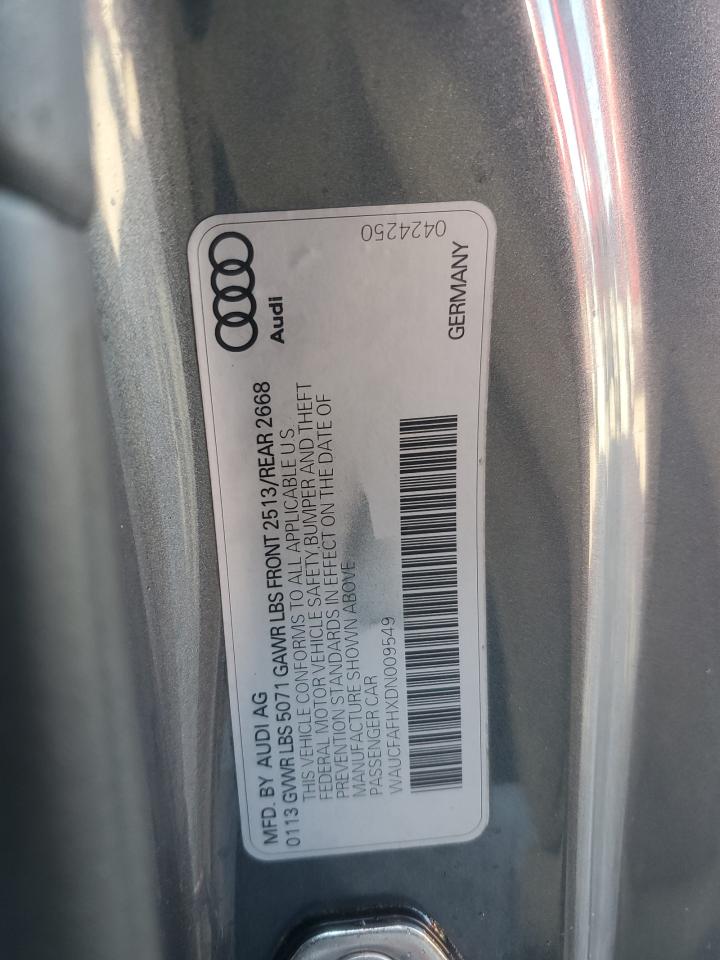 MFD. BY AUDI AG
0113 GVWR LBS 5071 GAWR LBS FRONT 2513/REAR 2668
THIS VEHICLE CONFORMS TO ALL APPLICABLE U S
FEDERAL MOTOR VEHICLE SAFETY, BUMPER AND THEFT
PREVENTION STANDARDS IN EFFECT ON THE DATE OF
MANUFACTURE SHOWN ABOVE
PASSENGER CAR
WAUCFAFHXDN009549
Audi
GERMANY
0424250